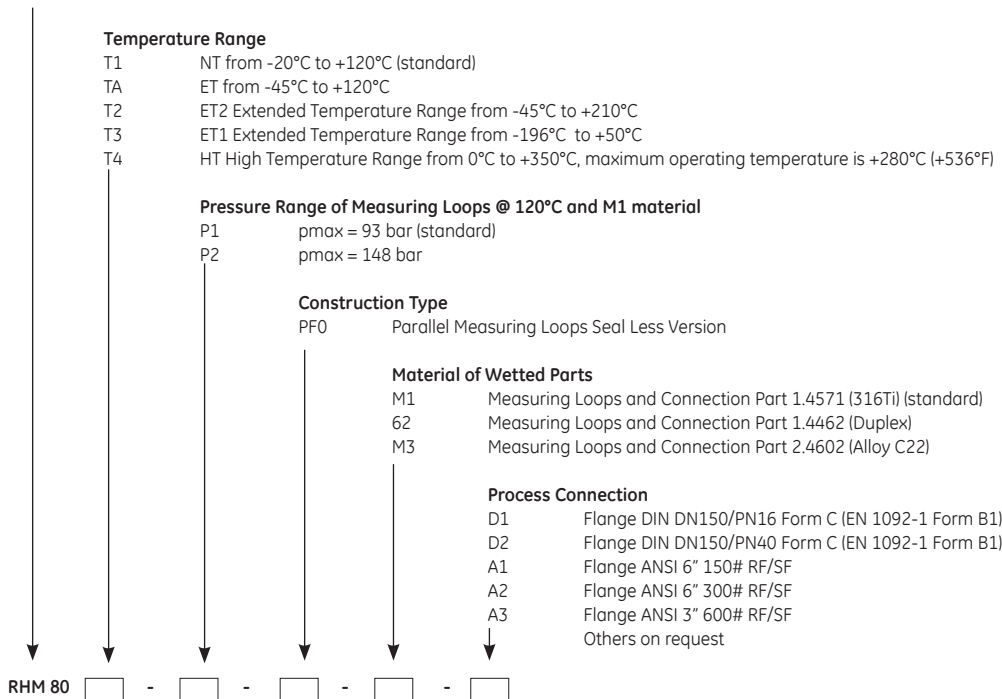 Temperature Range
T1 NT from -20°C to +120°C (standard)
TA ET from -45°C to +120°C
T2 ET2 Extended Temperature Range from -45°C to +210°C
T3 ET1 Extended Temperature Range from -196°C to +50°C
T4 HT High Temperature Range from 0°C to +350°C, maximum operating temperature is +280°C (+536°F)
Pressure Range of Measuring Loops @ 120°C and M1 material
P1 pmax = 93 bar (standard)
P2 pmax = 148 bar
Construction Type
PF0 Parallel Measuring Loops Seal Less Version
Material of Wetted Parts
M1 Measuring Loops and Connection Part 1.4571 (316Ti) (standard)
62 Measuring Loops and Connection Part 1.4462 (Duplex)
M3 Measuring Loops and Connection Part 2.4602 (Alloy C22)
Process Connection
D1 Flange DIN DN150/PN16 Form C (EN 1092-1 Form B1)
D2 Flange DIN DN150/PN40 Form C (EN 1092-1 Form B1)
A1 Flange ANSI 6” 150# RF/SF
A2 Flange ANSI 6” 300# RF/SF
A3 Flange ANSI 3” 600# RF/SF
Others on request
RHM 80 - - - -